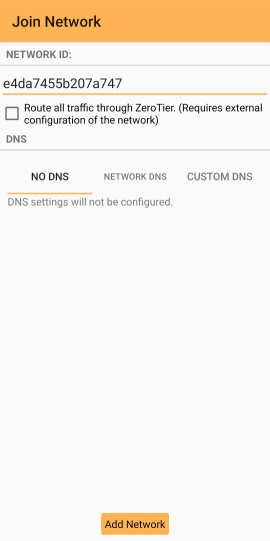 Join Network
NETWORK ID:
e4da7455b207a747
Route all traffic through ZeroTier. (Requires external
configuration of the network)
DNS
NO DNS
NETWORK DNS
CUSTOM DNS
DNS settings will not be configured.
Add Network